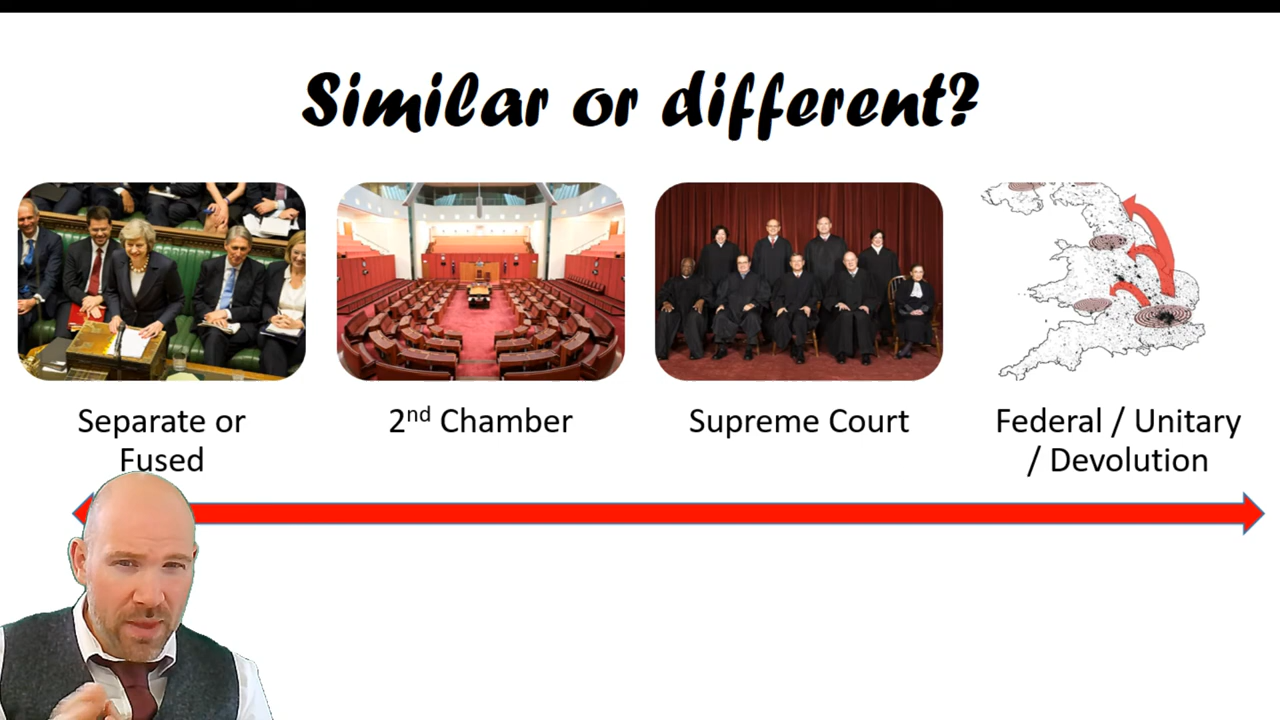 Similar or different?
Separate or
Fused
2nd Chamber
Supreme Court
Federal / Unitary
/ Devolution